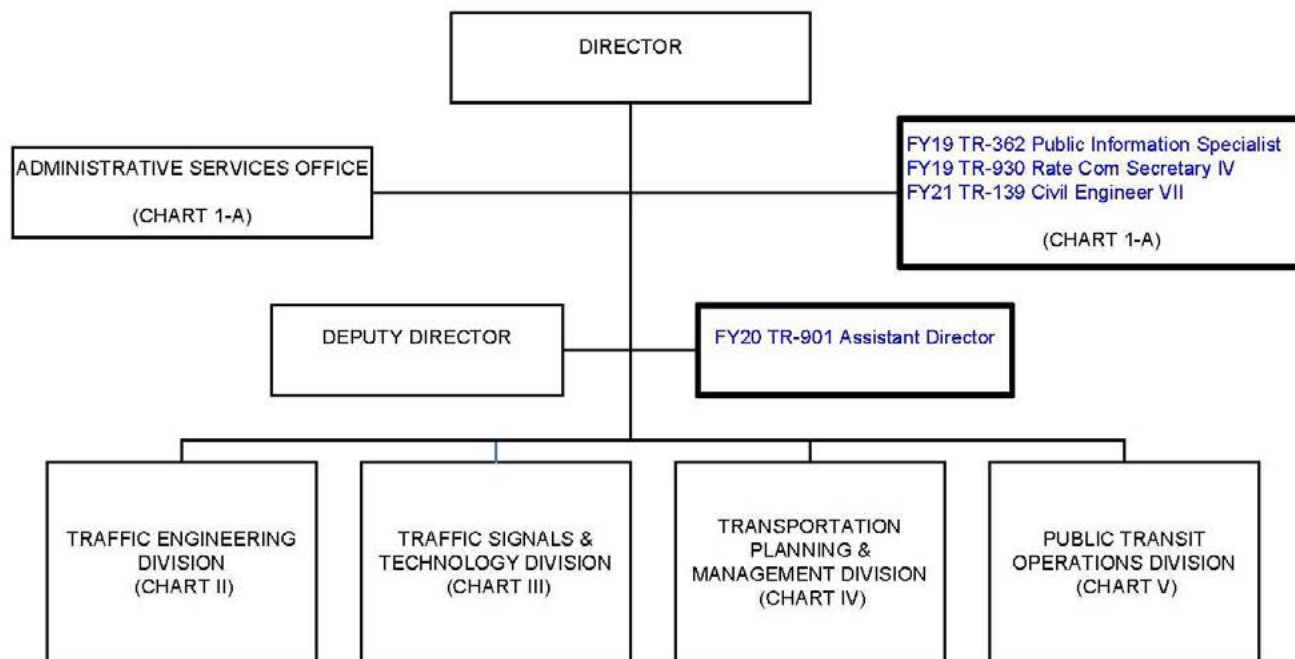 DIRECTOR
ADMINISTRATIVE SERVICES OFFICE
(CHART 1-A)
FY19 TR-362 Public Information Specialist
FY19 TR-930 Rate Com Secretary IV
FY21 TR-139 Civil Engineer VII
(CHART 1-A)
DEPUTY DIRECTOR
FY20 TR-901 Assistant Director
TRAFFIC ENGINEERING
DIVISION
(CHART II)
TRAFFIC SIGNALS &
TECHNOLOGY DIVISION
(CHART III)
TRANSPORTATION
PLANNING &
MANAGEMENT DIVISION
(CHART IV)
PUBLIC TRANSIT
OPERATIONS DIVISION
(CHART V)